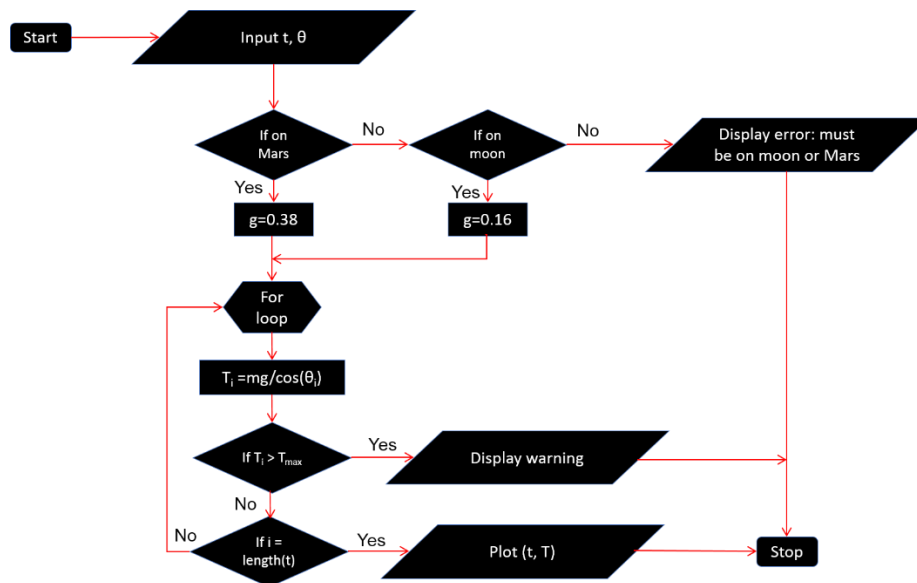 Start
Input t, θ
If on
Mars
No
If on
moon
No
Display error: must
be on moon or Mars
Yes
Yes
g=0.38
g=0.16
For
loop
Tᵢ =mg/cos(θᵢ)
If Tᵢ > Tmax
Yes
Display warning
No
No
If i =
length(t)
Yes
Plot (t, T)
Stop